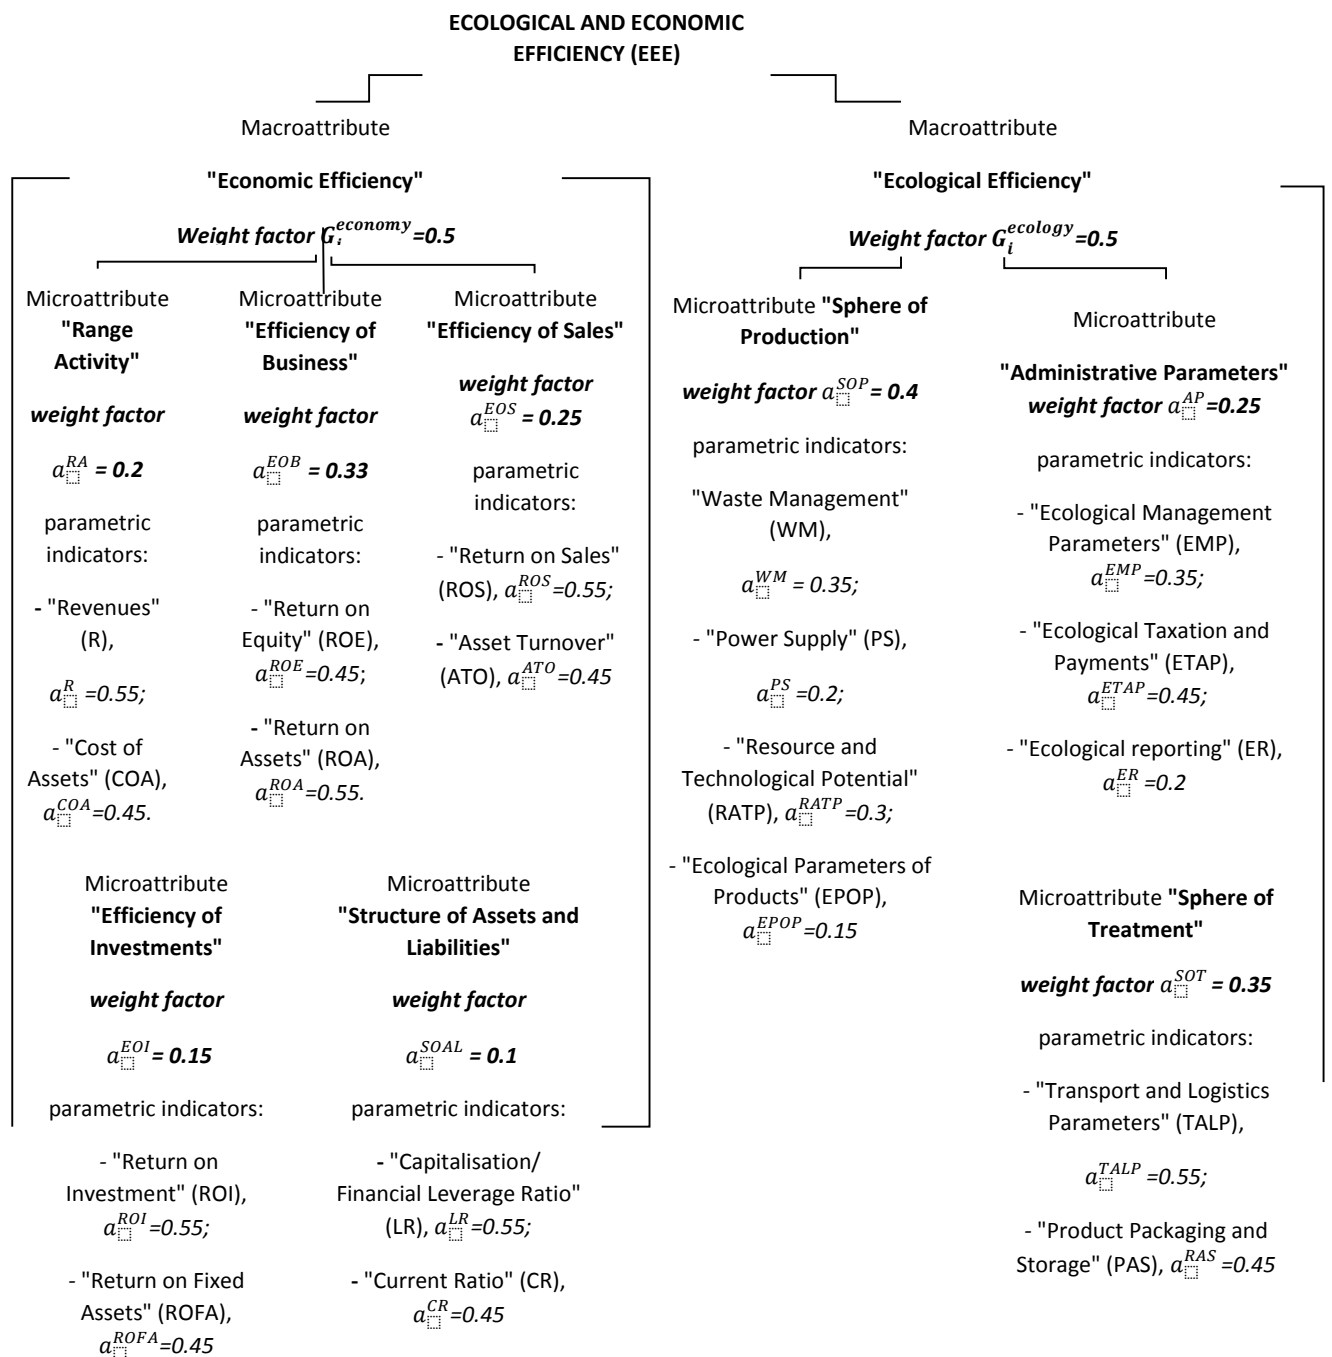 ECOLOGICAL AND ECONOMIC
EFFICIENCY (EEE)
Macroattribute
"Economic Efficiency"
Weight factor G_i^{economy}=0.5
Microattribute
"Range
Activity"
weight factor
a^{RA} = 0.2
parametric
indicators:
- "Revenues"
(R),
a^{R} =0.55;
- "Cost of
Assets" (COA),
a^{COA}=0.45.
Microattribute
"Efficiency of
Business"
weight factor
a^{EOB} = 0.33
parametric
indicators:
- "Return on
Equity" (ROE),
a^{ROE}=0.45;
- "Return on
Assets" (ROA),
a^{ROA}=0.55.
Microattribute
"Efficiency of Sales"
weight factor
a^{EOS} = 0.25
parametric
indicators:
- "Return on Sales"
(ROS), a^{ROS}=0.55;
- "Asset Turnover"
(ATO), a^{ATO}=0.45
Microattribute
"Efficiency of
Investments"
weight factor
a^{EOI} = 0.15
parametric indicators:
- "Return on
Investment" (ROI),
a^{ROI}=0.55;
- "Return on Fixed
Assets" (ROFA),
a^{ROFA}=0.45
Microattribute
"Structure of Assets and
Liabilities"
weight factor
a^{SOAL} = 0.1
parametric indicators:
- "Capitalisation/
Financial Leverage Ratio"
(LR), a^{LR}=0.55;
- "Current Ratio" (CR),
a^{CR}=0.45
Macroattribute
"Ecological Efficiency"
Weight factor G_i^{ecology}=0.5
Microattribute "Sphere of
Production"
weight factor a^{SOP} = 0.4
parametric indicators:
"Waste Management"
(WM),
a^{WM} = 0.35;
- "Power Supply" (PS),
a^{PS} =0.2;
- "Resource and
Technological Potential"
(RATP), a^{RATP}=0.3;
- "Ecological Parameters of
Products" (EPOP),
a^{EPOP}=0.15
Microattribute
"Administrative Parameters"
weight factor a^{AP}=0.25
parametric indicators:
- "Ecological Management
Parameters" (EMP),
a^{EMP}=0.35;
- "Ecological Taxation and
Payments" (ETAP),
a^{ETAP}=0.45;
- "Ecological reporting" (ER),
a^{ER} =0.2
Microattribute "Sphere of
Treatment"
weight factor a^{SOT} = 0.35
parametric indicators:
- "Transport and Logistics
Parameters" (TALP),
a^{TALP} =0.55;
- "Product Packaging and
Storage" (PAS), a^{RAS}=0.45